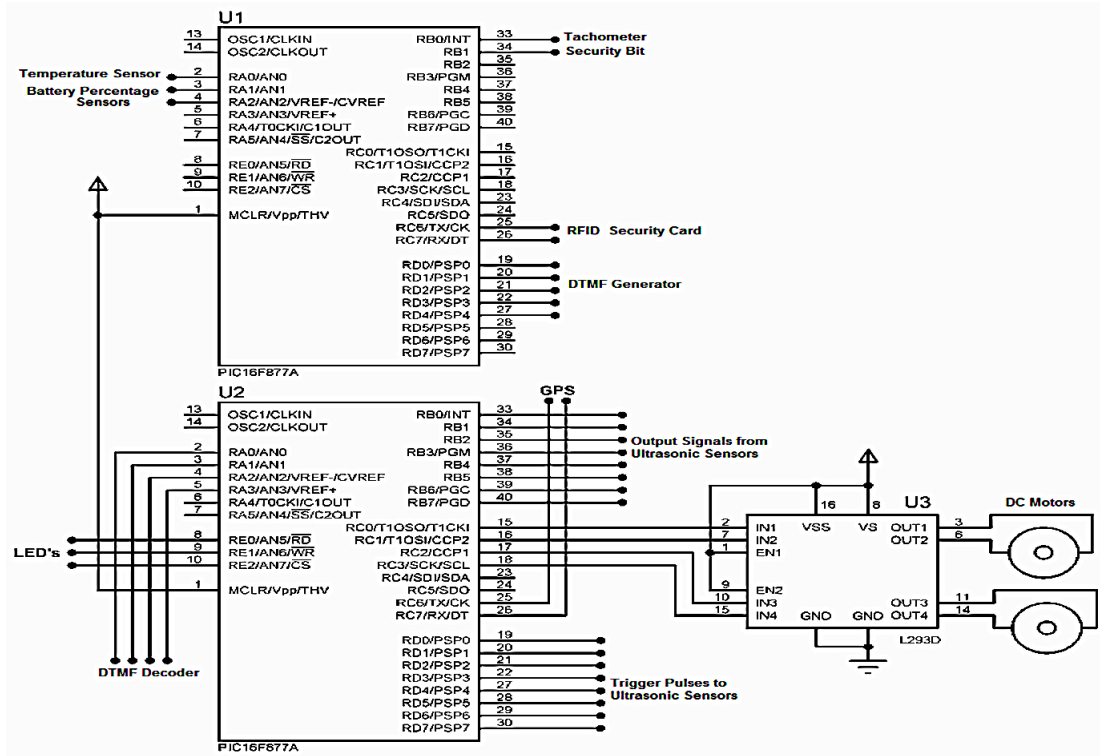 U1
13 OSC1/CLKIN
14 OSC2/CLKOUT
Temperature Sensor
2 RA0/AN0
Battery Percentage
Sensors
3 RA1/AN1
4 RA2/AN2/VREF-/CVREF
5 RA3/AN3/VREF+
6 RA4/T0CKI/C1OUT
7 RA5/AN4/SS/C2OUT
8 RE0/AN5/RD
9 RE1/AN6/WR
10 RE2/AN7/CS
1 MCLR/Vpp/THV
RB0/INT 33 Tachometer
RB1 34 Security Bit
RB2 35
RB3/PGM 36
RB4 37
RB5 38
RB6/PGC 39
RB7/PGD 40
RC0/T1OSO/T1CKI 15
RC1/T1OSI/CCP2 16
RC2/CCP1 17
RC3/SCK/SCL 18
RC4/SDI/SDA 23
RC5/SDO 24
RC6/TX/CK 25
RC7/RX/DT 26
RFID Security Card
RD0/PSP0 19
RD1/PSP1 20
RD2/PSP2 21
RD3/PSP3 22
RD4/PSP4 27
RD5/PSP5 28
RD6/PSP6 29
RD7/PSP7 30
DTMF Generator
PIC16F877A
U2
GPS
13 OSC1/CLKIN
14 OSC2/CLKOUT
2 RA0/AN0
3 RA1/AN1
4 RA2/AN2/VREF-/CVREF
5 RA3/AN3/VREF+
6 RA4/T0CKI/C1OUT
7 RA5/AN4/SS/C2OUT
8 RE0/AN5/RD
9 RE1/AN6/WR
10 RE2/AN7/CS
LED's
1 MCLR/Vpp/THV
DTMF Decoder
RB0/INT 33
RB1 34
RB2 35
RB3/PGM 36
RB4 37
RB5 38
RB6/PGC 39
RB7/PGD 40
Output Signals from
Ultrasonic Sensors
RC0/T1OSO/T1CKI 15
RC1/T1OSI/CCP2 16
RC2/CCP1 17
RC3/SCK/SCL 18
RC4/SDI/SDA 23
RC5/SDO 24
RC6/TX/CK 25
RC7/RX/DT 26
RD0/PSP0 19
RD1/PSP1 20
RD2/PSP2 21
RD3/PSP3 22
RD4/PSP4 27
RD5/PSP5 28
RD6/PSP6 29
RD7/PSP7 30
Trigger Pulses to
Ultrasonic Sensors
PIC16F877A
U3
DC Motors
16 8
VSS VS
2 IN1
7 IN2
1 EN1
9 EN2
10 IN3
15 IN4
OUT1 3
OUT2 6
OUT3 11
OUT4 14
GND GND
L293D